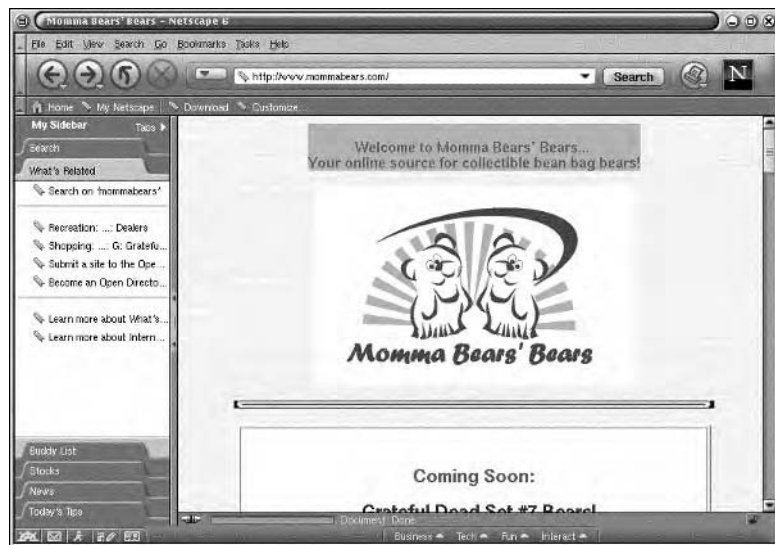 Momma Bears' Bears - Netscape 6
File Edit View Search Go Bookmarks Tasks Help
http://www.mommabears.com/
Search
N
Home My Netscape Download Customize...
My Sidebar Tabs
Search
What's Related
Search on 'mommabears'
Recreation: ...: Dealers
Shopping: ...: G: Gratefu...
Submit a site to the Ope...
Become an Open Directo...
Learn more about What's...
Learn more about Intern...
Buddy List
Stocks
News
Today's Tips
Welcome to Momma Bears' Bears...
Your online source for collectible bean bag bears!
Momma Bears' Bears
Coming Soon:
Grateful Dead Set #7 Bears!
Document: Done
Business Tech Fun Interact